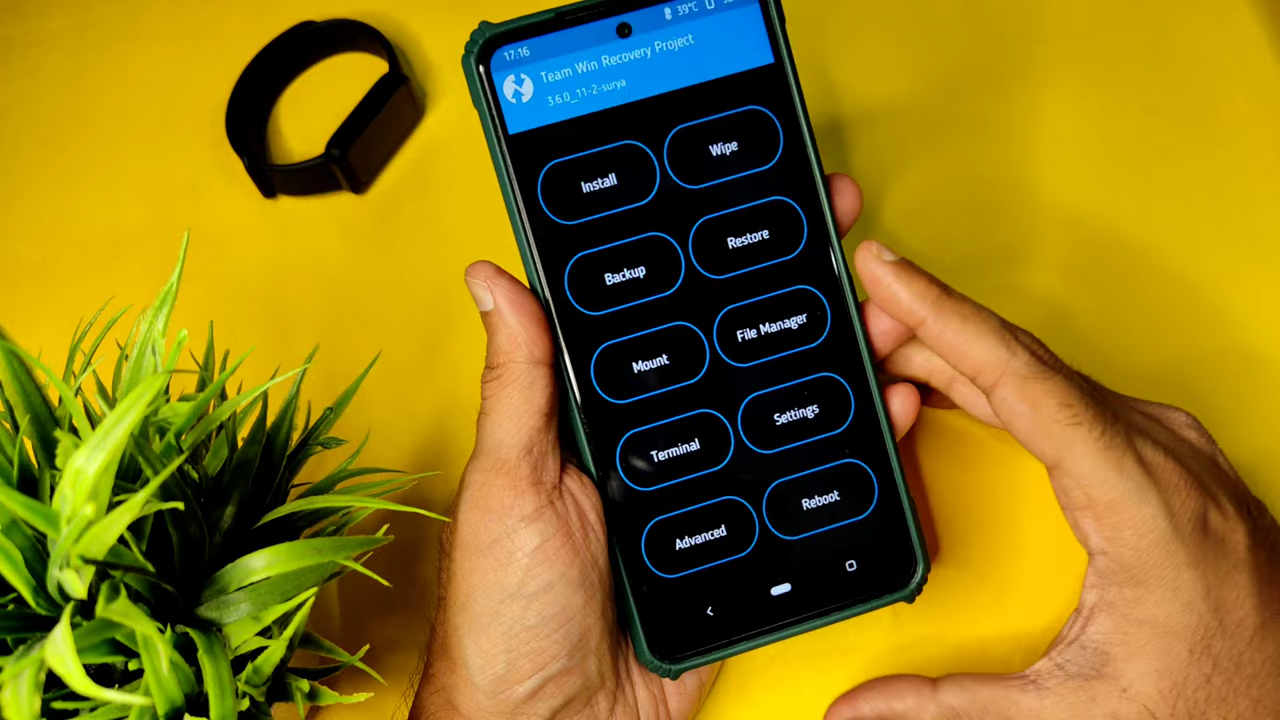 17:16
39°C
Team Win Recovery Project
3.6.0_11-2-surya
Install
Wipe
Backup
Restore
Mount
File Manager
Terminal
Settings
Advanced
Reboot